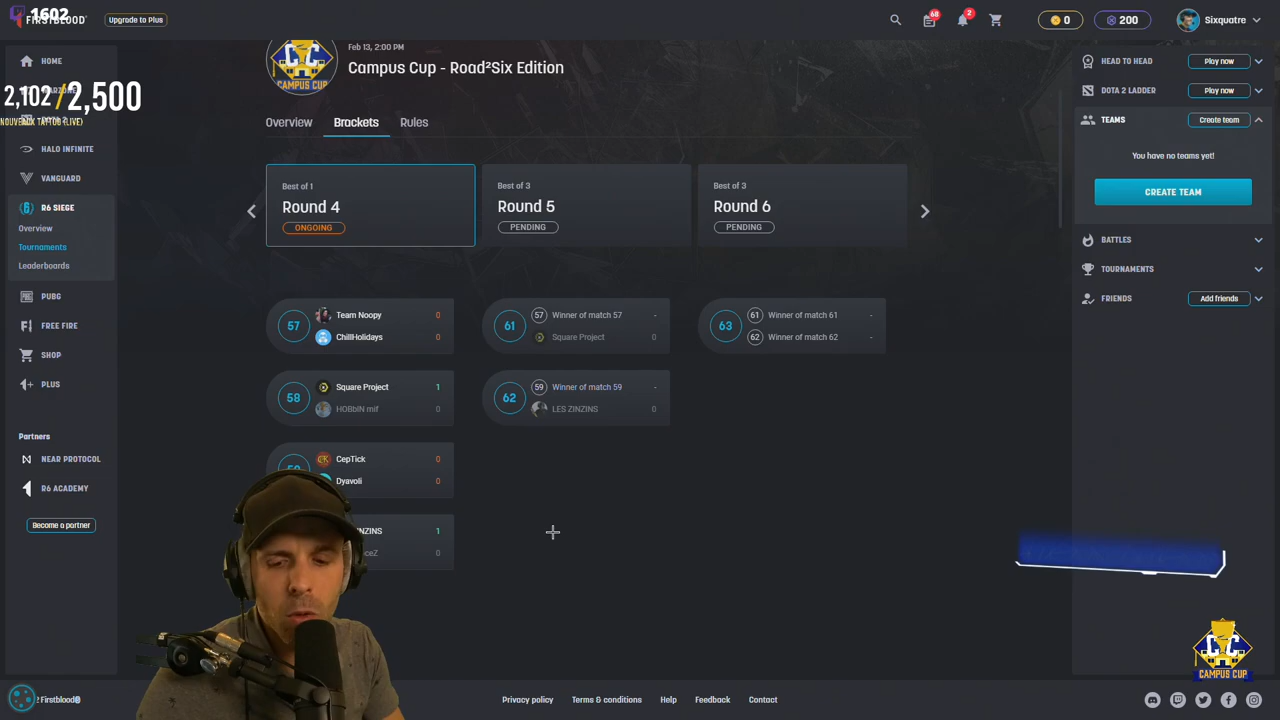 1602
FIRSTBLOOD
Upgrade to Plus
68
2
0
200
Sixquatre
HOME
2,102/2,500
NOUVEAUX TATTOO (LIVE)
HALO INFINITE
VANGUARD
R6 SIEGE
Overview
Tournaments
Leaderboards
PUBG
FREE FIRE
SHOP
PLUS
Partners
NEAR PROTOCOL
R6 ACADEMY
Become a partner
CAMPUS CUP
Feb 13, 2:00 PM
Campus Cup - Road²Six Edition
Overview
Brackets
Rules
Best of 1
Round 4
ONGOING
Best of 3
Round 5
PENDING
Best of 3
Round 6
PENDING
57
Team Noopy 0
ChillHolidays 0
58
Square Project 1
HOBbIN mif 0
CepTick 0
Dyavoli 0
NZINS 1
ceZ 0
61
57 Winner of match 57 -
Square Project 0
62
59 Winner of match 59 -
LES ZINZINS 0
63
61 Winner of match 61 -
62 Winner of match 62 -
HEAD TO HEAD
Play now
DOTA 2 LADDER
Play now
TEAMS
Create team
You have no teams yet!
CREATE TEAM
BATTLES
TOURNAMENTS
FRIENDS
Add friends
CC
CAMPUS CUP
Firstblood
Privacy policy
Terms & conditions
Help
Feedback
Contact